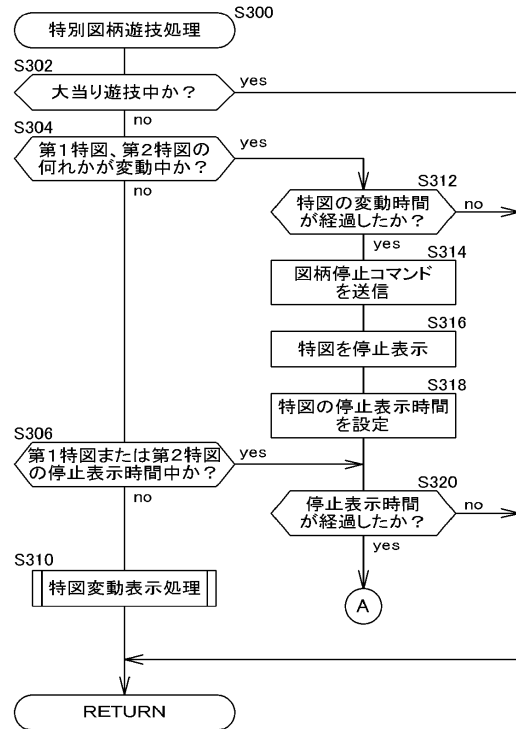 S300
特別図柄遊技処理
S302
大当り遊技中か？
yes
no
S304
第1特図、第2特図の
何れかが変動中か？
yes
no
S312
特図の変動時間
が経過したか？
no
yes
S314
図柄停止コマンド
を送信
S316
特図を停止表示
S318
特図の停止表示時間
を設定
S306
第1特図または第2特図
の停止表示時間中か？
yes
no
S320
停止表示時間
が経過したか？
no
yes
S310
特図変動表示処理
A
RETURN